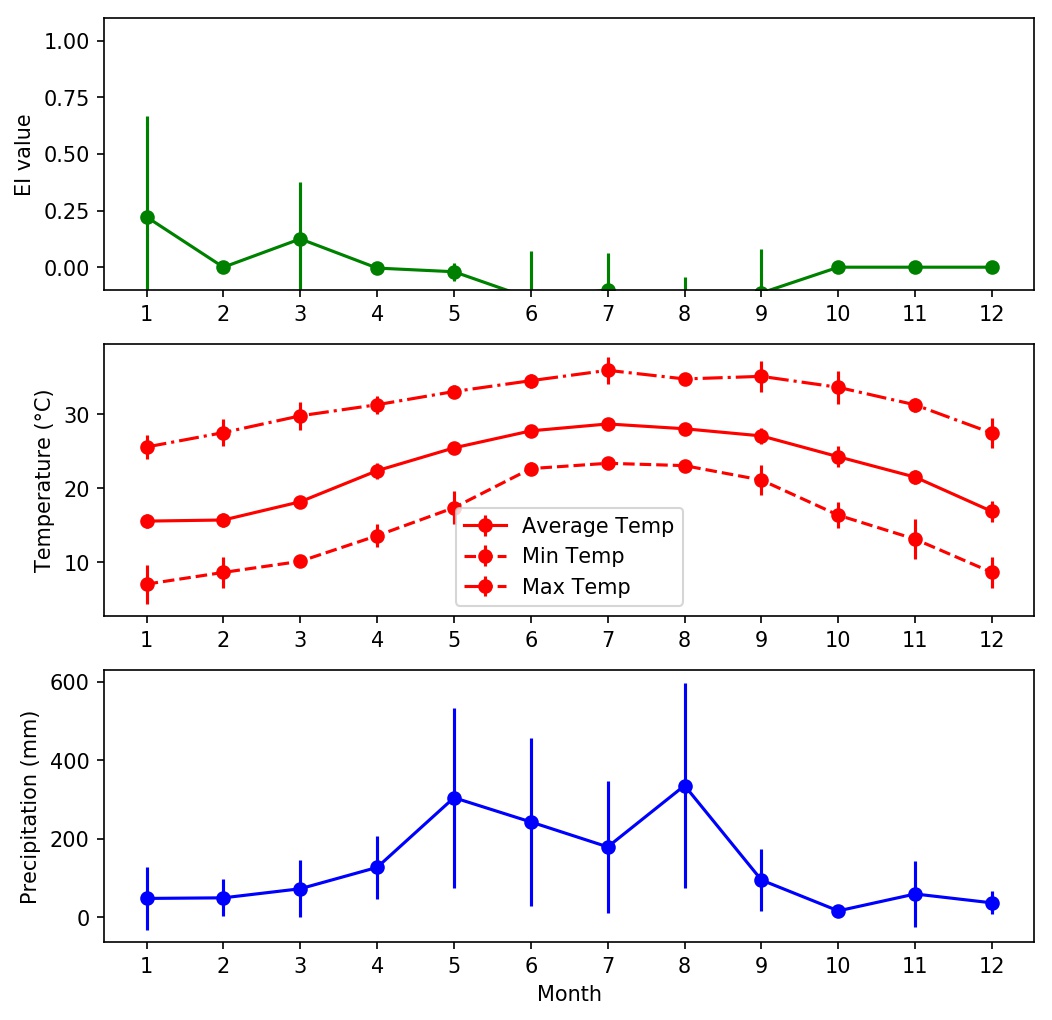 1.00
0.75
0.50
0.25
0.00
EI value
1 2 3 4 5 6 7 8 9 10 11 12
30
20
10
Temperature (°C)
Average Temp
Min Temp
Max Temp
1 2 3 4 5 6 7 8 9 10 11 12
600
400
200
0
Precipitation (mm)
1 2 3 4 5 6 7 8 9 10 11 12
Month